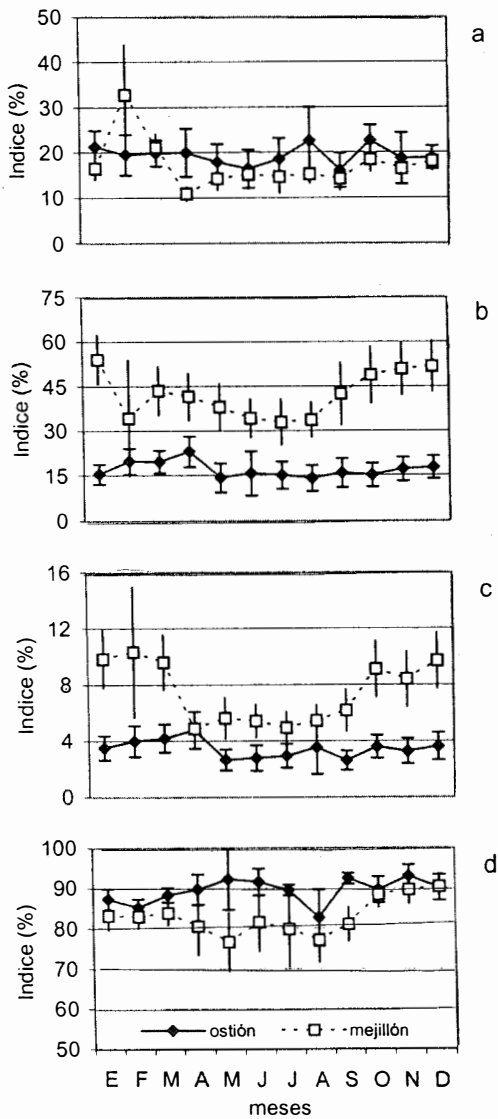 a
50
40
30
20
10
0
Indice (%)
b
75
60
45
30
15
0
Indice (%)
c
16
12
8
4
0
Indice (%)
d
100
90
80
70
60
50
Indice (%)
ostión mejillón
E F M A M J J A S O N D
meses